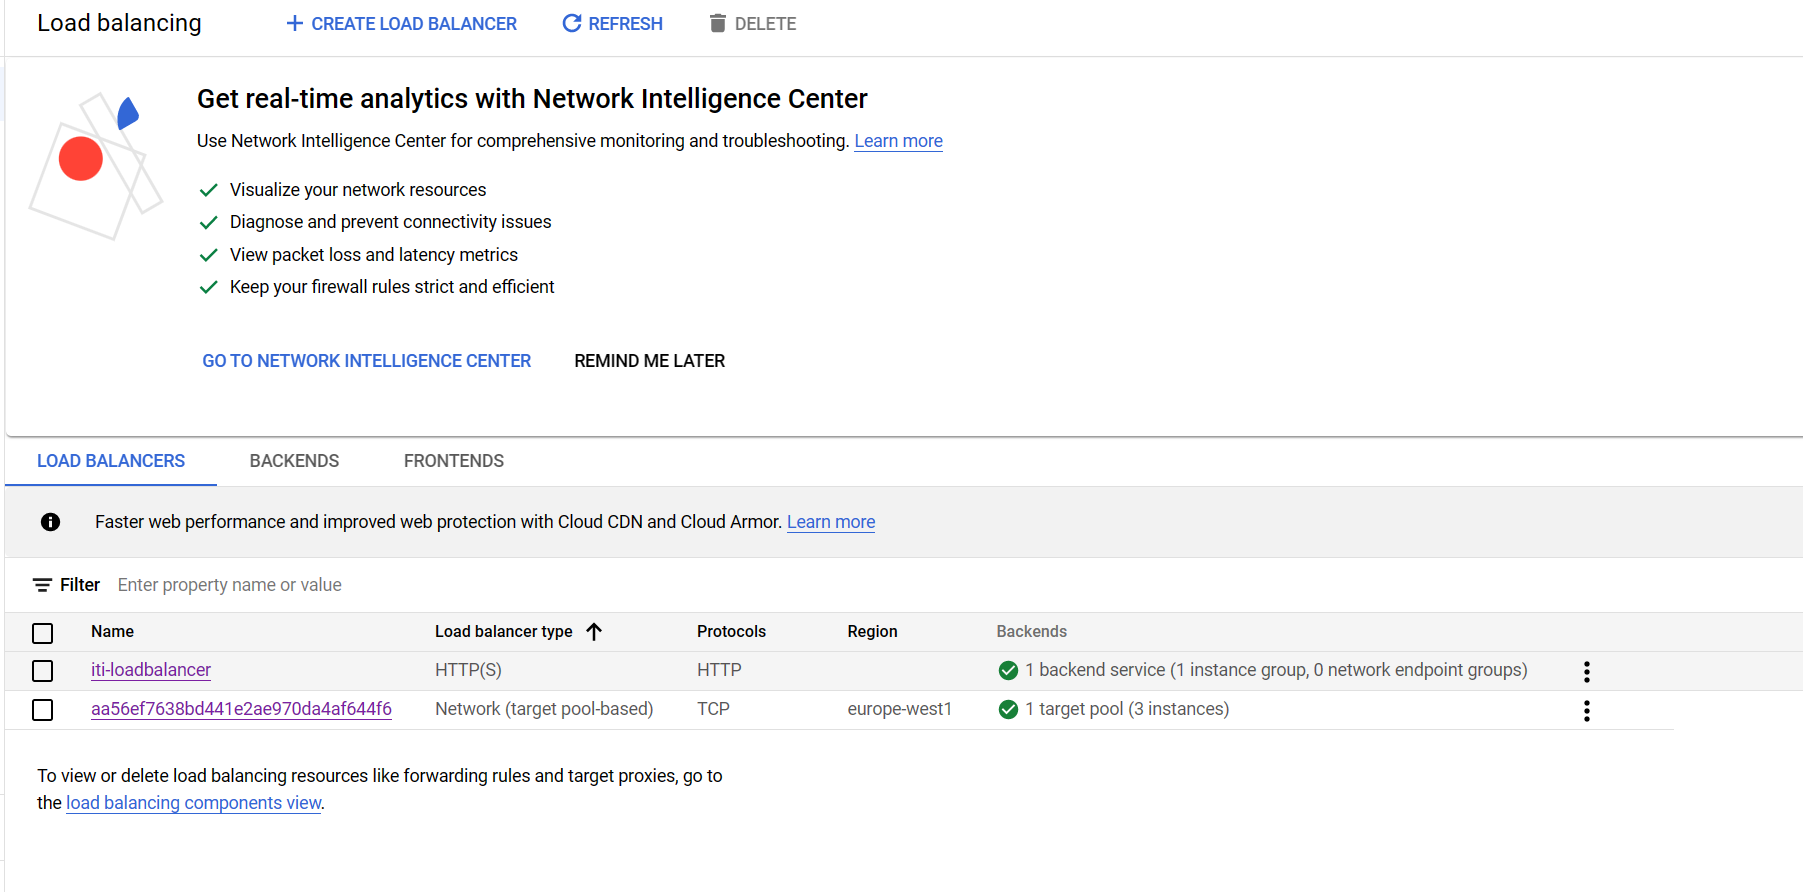 Load balancing
CREATE LOAD BALANCER
REFRESH
DELETE
Get real-time analytics with Network Intelligence Center
Use Network Intelligence Center for comprehensive monitoring and troubleshooting. Learn more
Visualize your network resources
Diagnose and prevent connectivity issues
View packet loss and latency metrics
Keep your firewall rules strict and efficient
GO TO NETWORK INTELLIGENCE CENTER
REMIND ME LATER
LOAD BALANCERS
BACKENDS
FRONTENDS
Faster web performance and improved web protection with Cloud CDN and Cloud Armor. Learn more
Filter Enter property name or value
Name Load balancer type Protocols Region Backends
iti-loadbalancer HTTP(S) HTTP 1 backend service (1 instance group, 0 network endpoint groups)
aa56ef7638bd441e2ae970da4af644f6 Network (target pool-based) TCP europe-west1 1 target pool (3 instances)
To view or delete load balancing resources like forwarding rules and target proxies, go to
the load balancing components view.